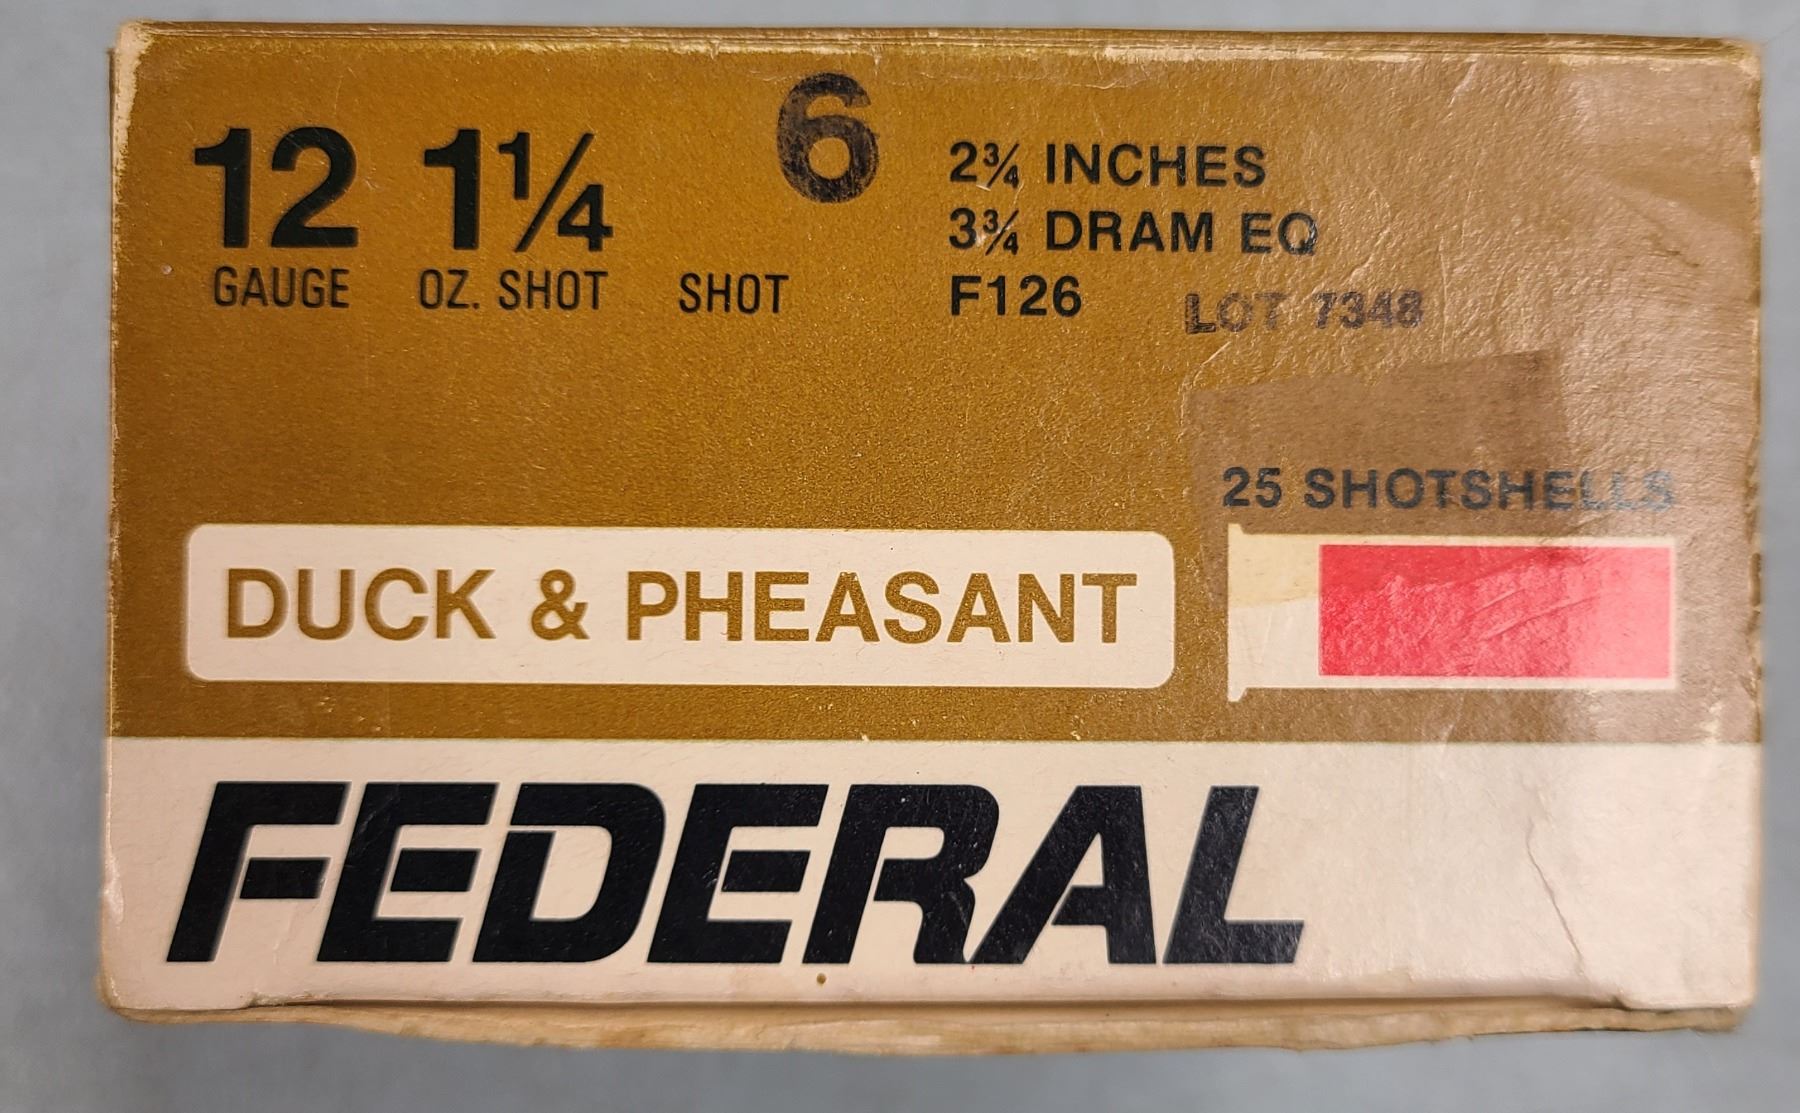 12 1¼ 6
GAUGE OZ. SHOT SHOT
2¾ INCHES
3¾ DRAM EQ
F126 LOT 7348
25 SHOTSHELLS
DUCK & PHEASANT
FEDERAL